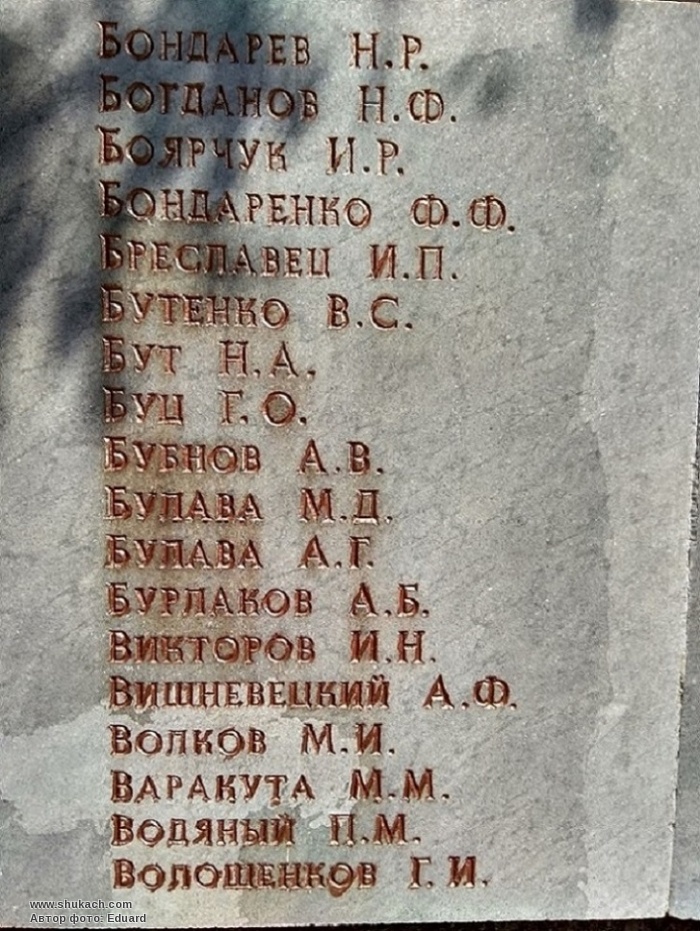 Бондарев Н.Р.
Богданов Н.Ф.
Боярчук И.Р.
Бондаренко Ф.Ф.
Бреславец И.П.
Бутенко В.С.
Бут Н.А.
Буц Г.О.
Бубнов А.В.
Булава М.Д.
Булава А.Г.
Бурлаков А.Б.
Викторов И.Н.
Вишневецкий А.Ф.
Волков М.И.
Варакута М.М.
Водяный П.М.
Волошенков Г.И.
www.shukach.com
Автор фото: Eduard